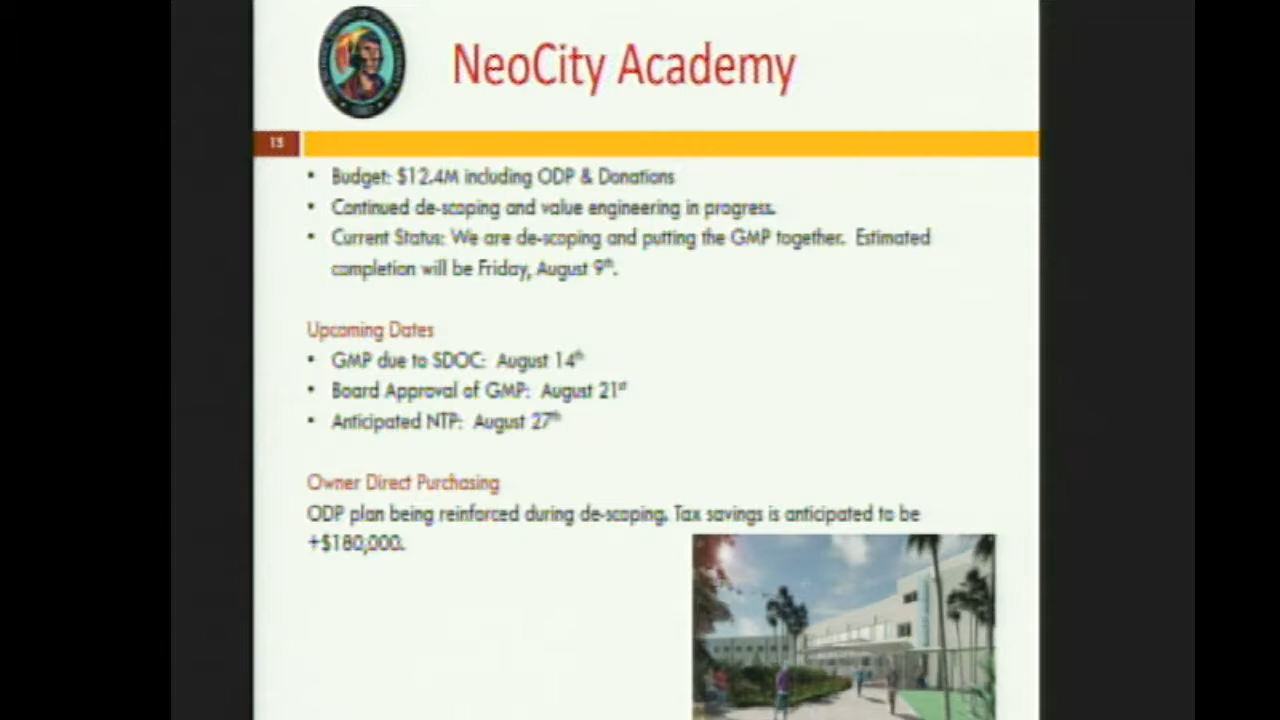 NeoCity Academy
13
• Budget: $12.4M including ODP & Donations
• Continued de-scoping and value engineering in progress.
• Current Status: We are de-scoping and putting the GMP together. Estimated
completion will be Friday, August 9th.
Upcoming Dates
• GMP due to SDOC: August 14th
• Board Approval of GMP: August 21st
• Anticipated NTP: August 27th
Owner Direct Purchasing
ODP plan being reinforced during de-scoping. Tax savings is anticipated to be
+$180,000.